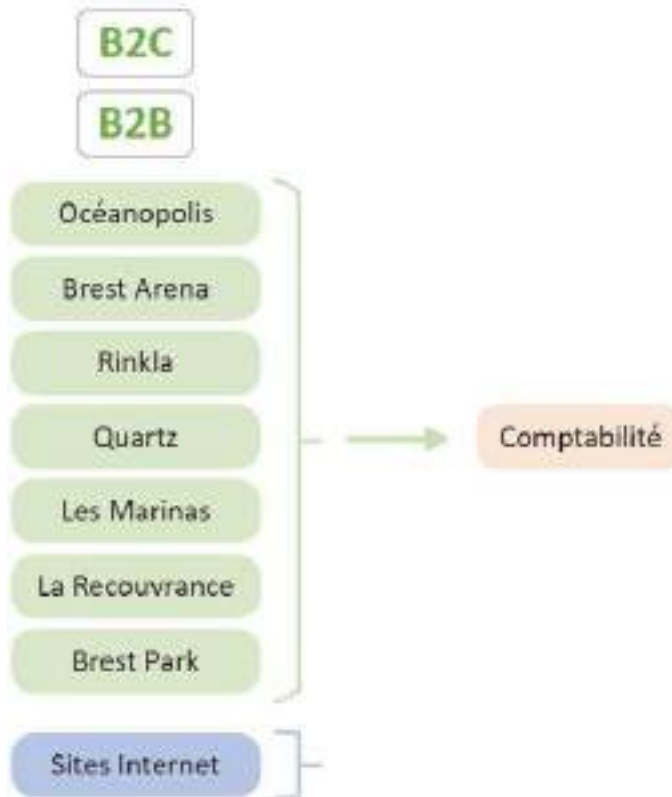 B2C
B2B
Océanopolis
Brest Arena
Rinkla
Quartz
Comptabilité
Les Marinas
La Recouvrance
Brest Park
Sites Internet